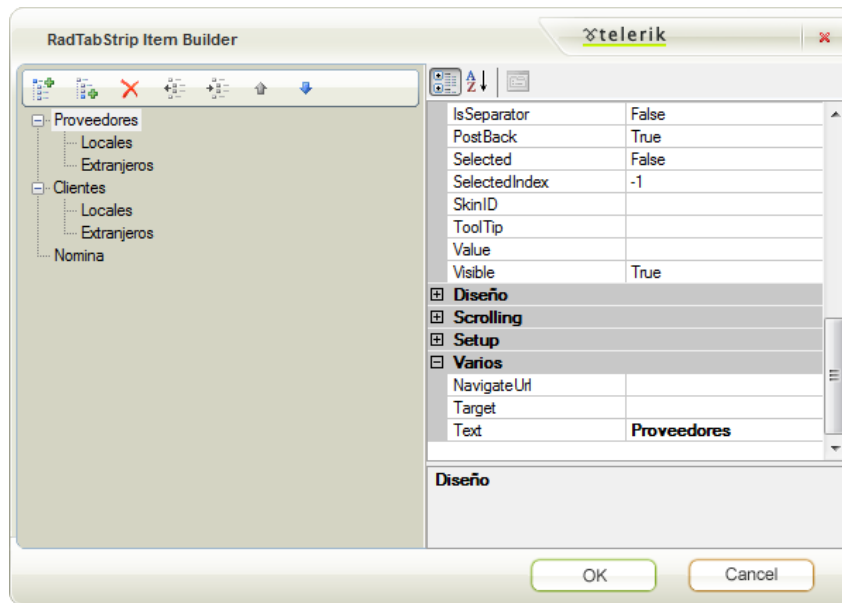 RadTabStrip Item Builder
telerik
Proveedores
Locales
Extranjeros
Clientes
Locales
Extranjeros
Nomina
IsSeparator False
PostBack True
Selected False
SelectedIndex -1
SkinID
ToolTip
Value
Visible True
Diseño
Scrolling
Setup
Varios
NavigateUrl
Target
Text Proveedores
Diseño
OK Cancel